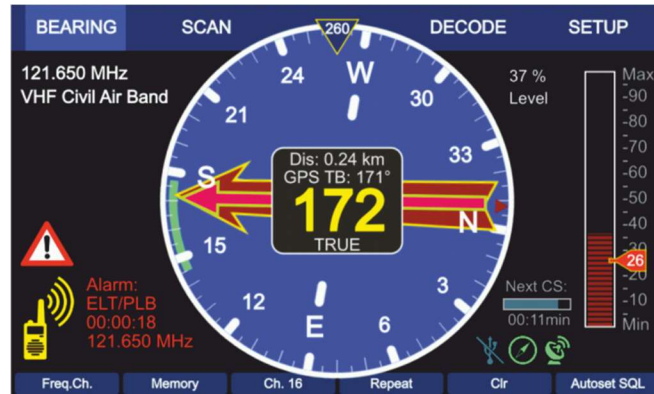 BEARING
SCAN
260
DECODE
SETUP
121.650 MHz
VHF Civil Air Band
24
W
30
21
33
S
N
15
3
12
E
6
Dis: 0.24 km
GPS TB: 171°
172
TRUE
37 %
Level
Max
-90
-80
-70
-60
-50
-40
-30
26
-20
-10
Min
Alarm:
ELT/PLB
00:00:18
121.650 MHz
Next CS:
00:11min
Freq.Ch.
Memory
Ch. 16
Repeat
Clr
Autoset SQL